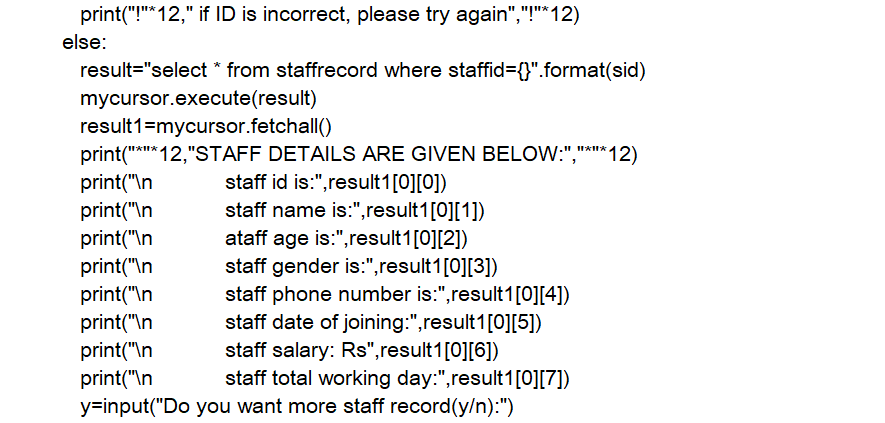 print("!"*12," if ID is incorrect, please try again","!"*12)
else:
result="select * from staffrecord where staffid={}".format(sid)
mycursor.execute(result)
result1=mycursor.fetchall()
print("*"*12,"STAFF DETAILS ARE GIVEN BELOW:","*"*12)
print("\n staff id is:",result1[0][0])
print("\n staff name is:",result1[0][1])
print("\n ataff age is:",result1[0][2])
print("\n staff gender is:",result1[0][3])
print("\n staff phone number is:",result1[0][4])
print("\n staff date of joining:",result1[0][5])
print("\n staff salary: Rs",result1[0][6])
print("\n staff total working day:",result1[0][7])
y=input("Do you want more staff record(y/n):")